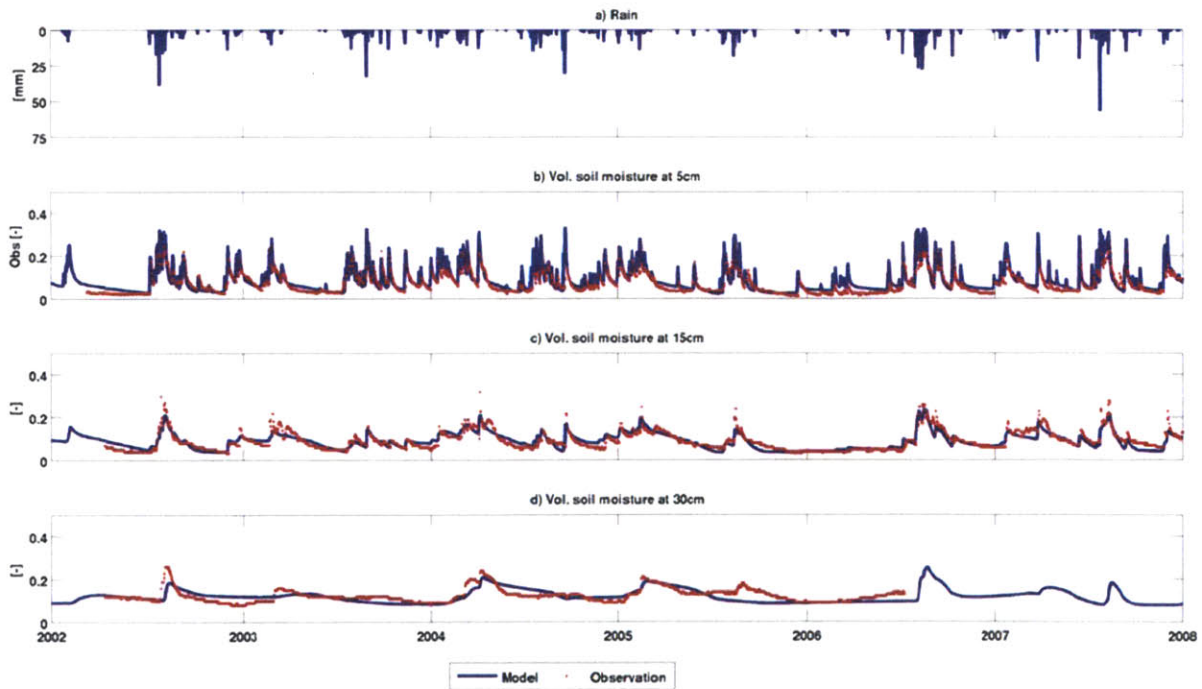 a) Rain
0
25
50
75
[mm]
b) Vol. soil moisture at 5cm
0.4
0.2
0
Obs [-]
c) Vol. soil moisture at 15cm
0.4
0.2
0
[-]
d) Vol. soil moisture at 30cm
0.4
0.2
0
[-]
2002 2003 2004 2005 2006 2007 2008
Model Observation